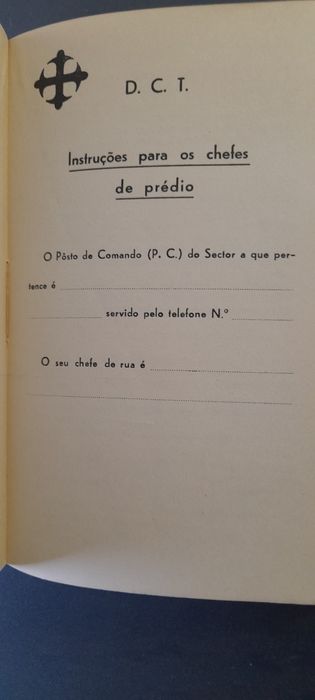 D. C. T.
Instruções para os chefes
de prédio
O Pôsto de Comando (P. C.) do Sector a que per-
tence é
servido pelo telefone N.º
O seu chefe de rua é